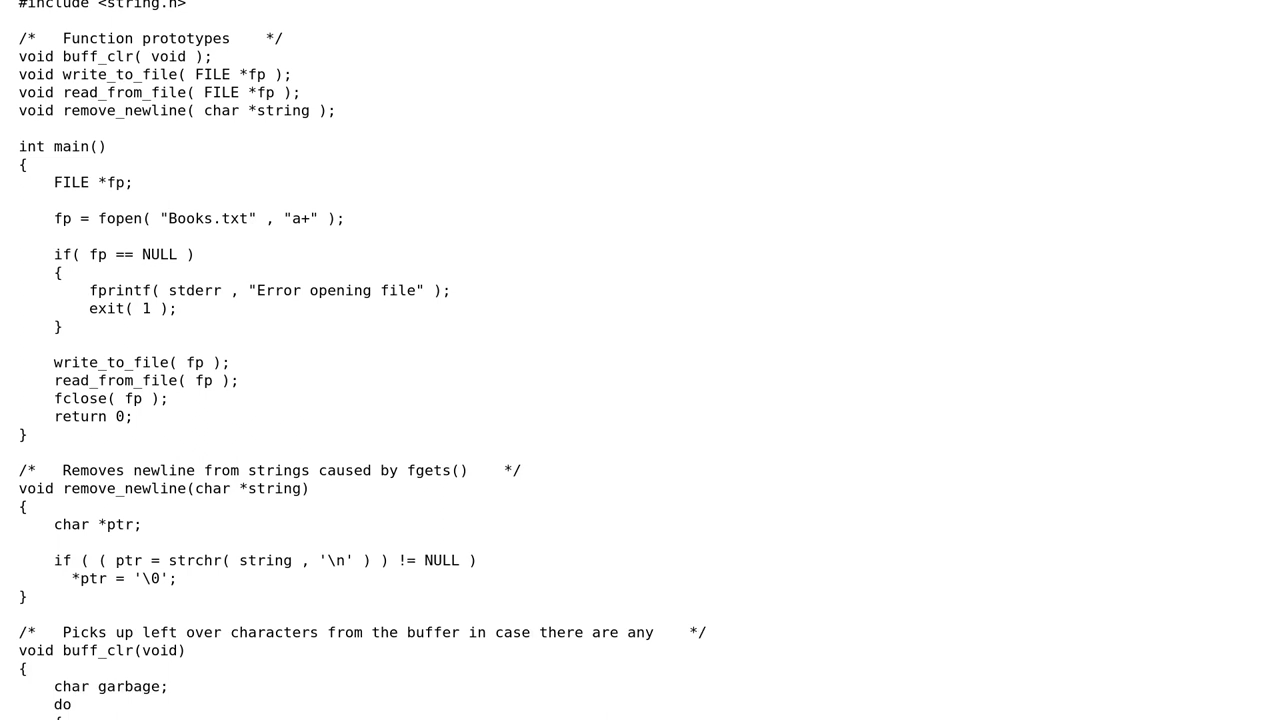 #include <string.h>

/*   Function prototypes    */
void buff_clr( void );
void write_to_file( FILE *fp );
void read_from_file( FILE *fp );
void remove_newline( char *string );

int main()
{
    FILE *fp;

    fp = fopen( "Books.txt" , "a+" );

    if( fp == NULL )
    {
        fprintf( stderr , "Error opening file" );
        exit( 1 );
    }

    write_to_file( fp );
    read_from_file( fp );
    fclose( fp );
    return 0;
}

/*   Removes newline from strings caused by fgets()    */
void remove_newline(char *string)
{
    char *ptr;

    if ( ( ptr = strchr( string , '\n' ) ) != NULL )
      *ptr = '\0';
}

/*   Picks up left over characters from the buffer in case there are any    */
void buff_clr(void)
{
    char garbage;
    do
    {